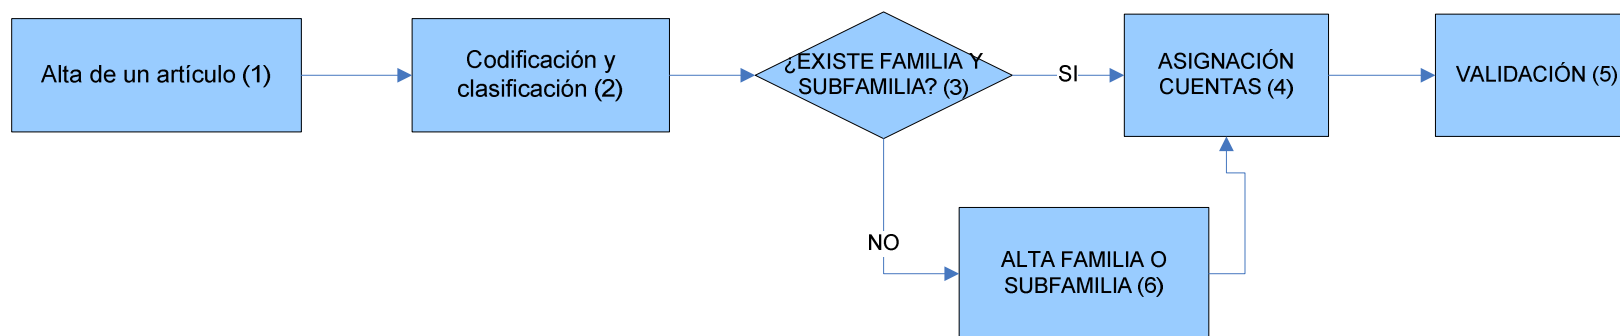 Alta de un artículo (1)
Codificación y
clasificación (2)
¿EXISTE FAMILIA Y
SUBFAMILIA? (3)
SI
ASIGNACIÓN
CUENTAS (4)
VALIDACIÓN (5)
NO
ALTA FAMILIA O
SUBFAMILIA (6)